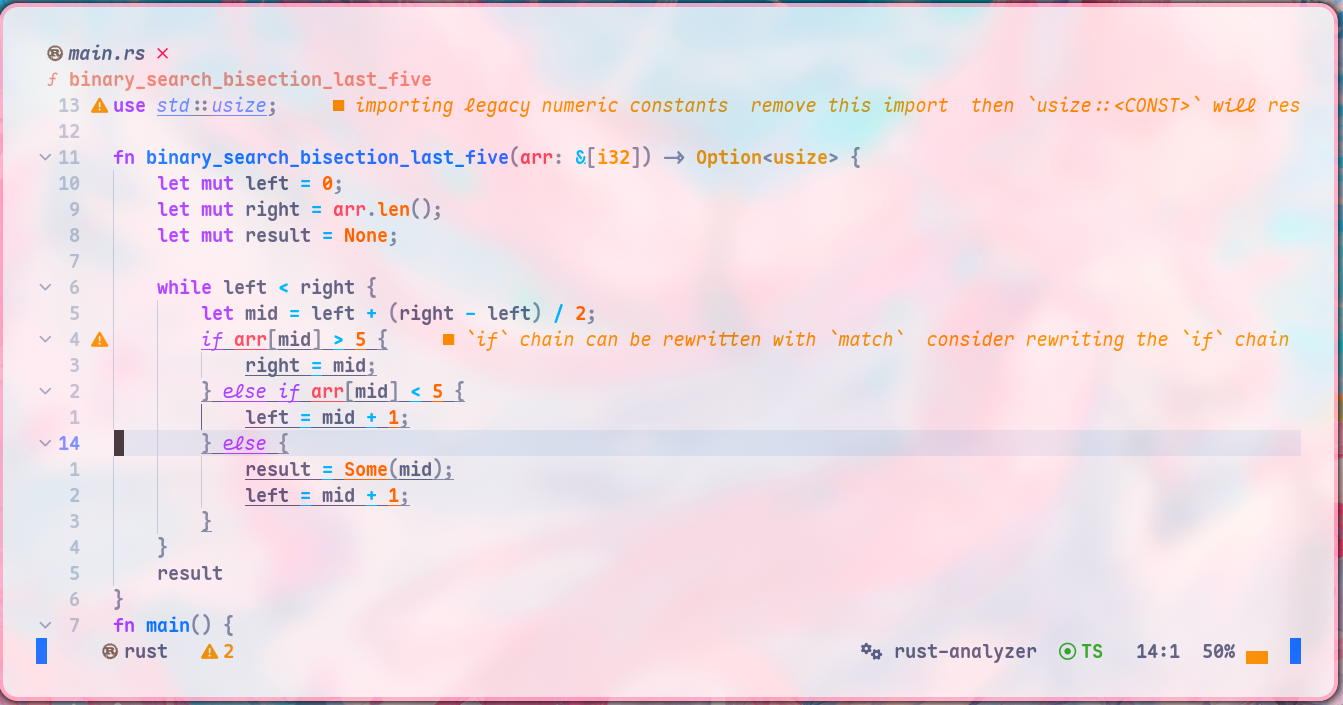 main.rs ×
f binary_search_bisection_last_five
13 use std::usize; ■ importing legacy numeric constants  remove this import  then `usize::<CONST>` will res
12
11 fn binary_search_bisection_last_five(arr: &[i32]) -> Option<usize> {
10     let mut left = 0;
9     let mut right = arr.len();
8     let mut result = None;
7
6     while left < right {
5         let mid = left + (right - left) / 2;
4         if arr[mid] > 5 { ■ `if` chain can be rewritten with `match`  consider rewriting the `if` chain
3             right = mid;
2         } else if arr[mid] < 5 {
1             left = mid + 1;
14         } else {
1             result = Some(mid);
2             left = mid + 1;
3         }
4     }
5     result
6 }
7 fn main() {
rust 2 rust-analyzer TS 14:1 50%